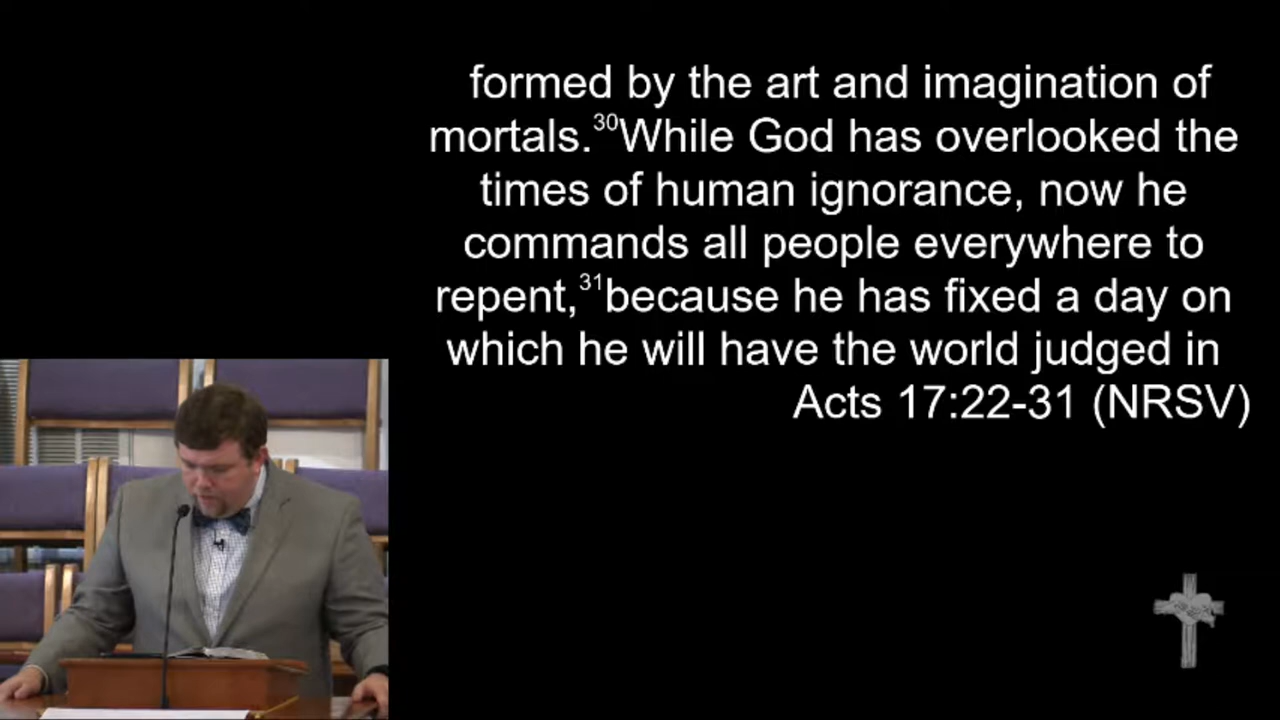 formed by the art and imagination of
mortals.³⁰While God has overlooked the
times of human ignorance, now he
commands all people everywhere to
repent,³¹because he has fixed a day on
which he will have the world judged in
Acts 17:22-31 (NRSV)